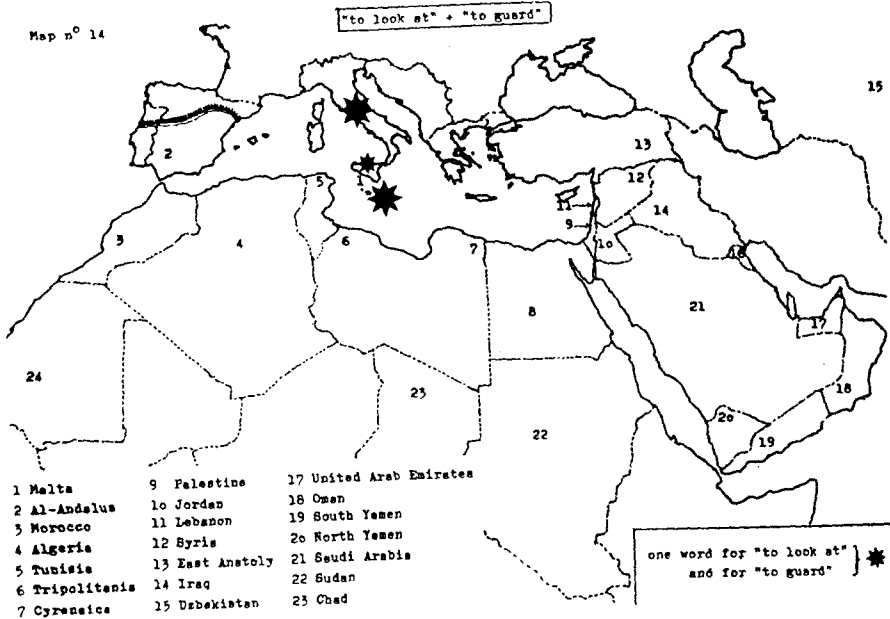 Map nº 14
"to look at" + "to guard"
15
2
13
5
12
11
14
9
3
4
6
7
1o
16
21
8
17
24
23
18
2o
22
19
1 Malta
2 Al-Andalus
3 Morocco
4 Algeria
5 Tunisia
6 Tripolitania
7 Cyrenaica
9 Palestine
1o Jordan
11 Lebanon
12 Syria
13 East Anatoly
14 Iraq
15 Uzbekistan
17 United Arab Emirates
18 Oman
19 South Yemen
2o North Yemen
21 Saudi Arabia
22 Sudan
23 Chad
one word for "to look at"
and for "to guard"